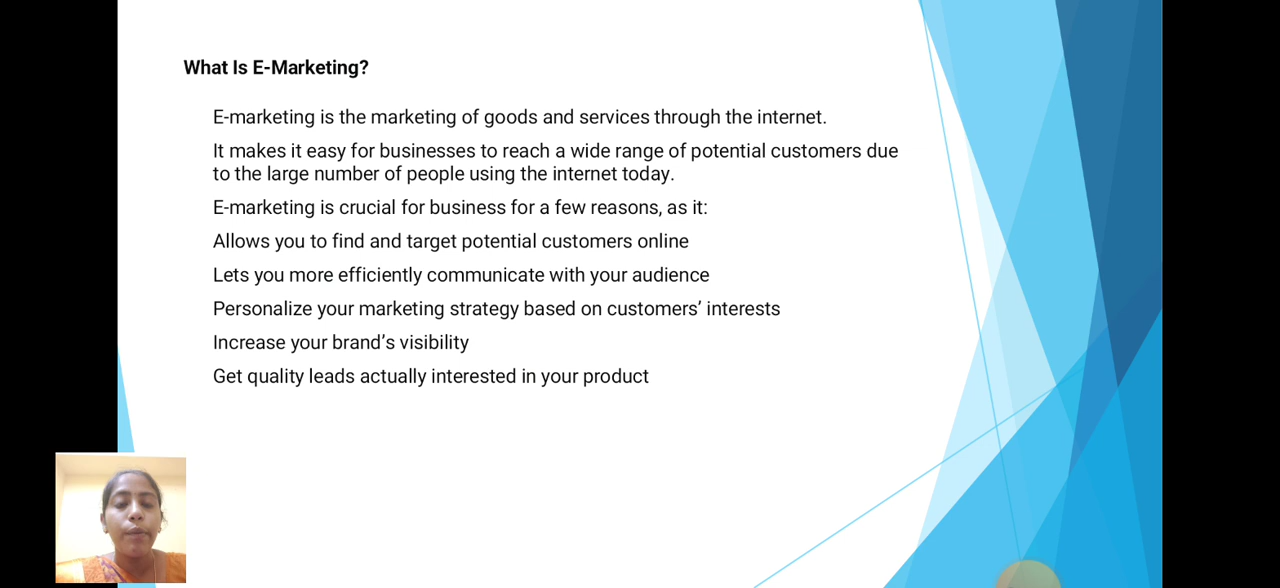 What Is E-Marketing?
E-marketing is the marketing of goods and services through the internet.
It makes it easy for businesses to reach a wide range of potential customers due
to the large number of people using the internet today.
E-marketing is crucial for business for a few reasons, as it:
Allows you to find and target potential customers online
Lets you more efficiently communicate with your audience
Personalize your marketing strategy based on customers’ interests
Increase your brand’s visibility
Get quality leads actually interested in your product